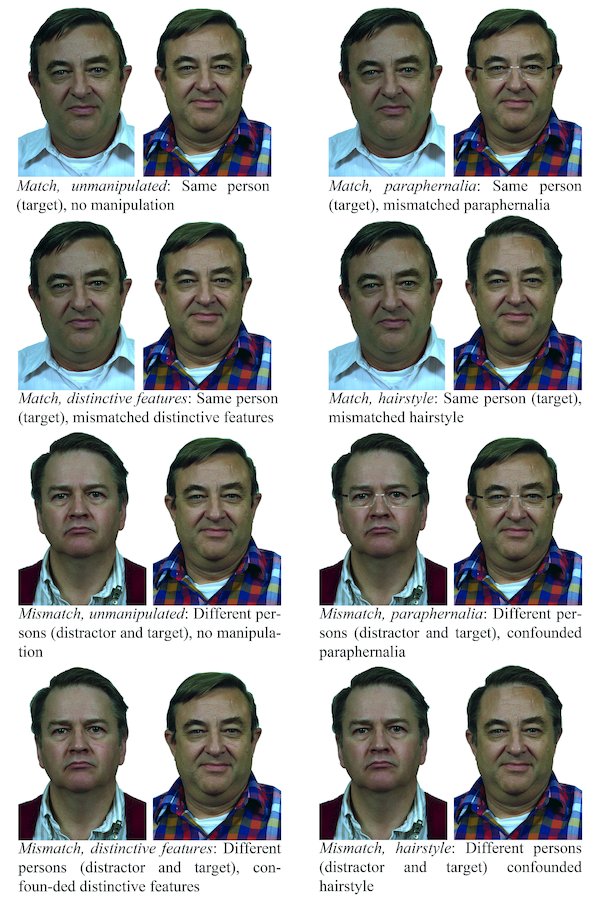 Match, unmanipulated: Same person
(target), no manipulation
Match, paraphernalia: Same person
(target), mismatched paraphernalia
Match, distinctive features: Same person
(target), mismatched distinctive features
Match, hairstyle: Same person (target),
mismatched hairstyle
Mismatch, unmanipulated: Different per-
sons (distractor and target), no manipula-
tion
Mismatch, paraphernalia: Different per-
sons (distractor and target), confounded
paraphernalia
Mismatch, distinctive features: Different
persons (distractor and target), con-
foun-ded distinctive features
Mismatch, hairstyle: Different persons
(distractor and target) confounded
hairstyle